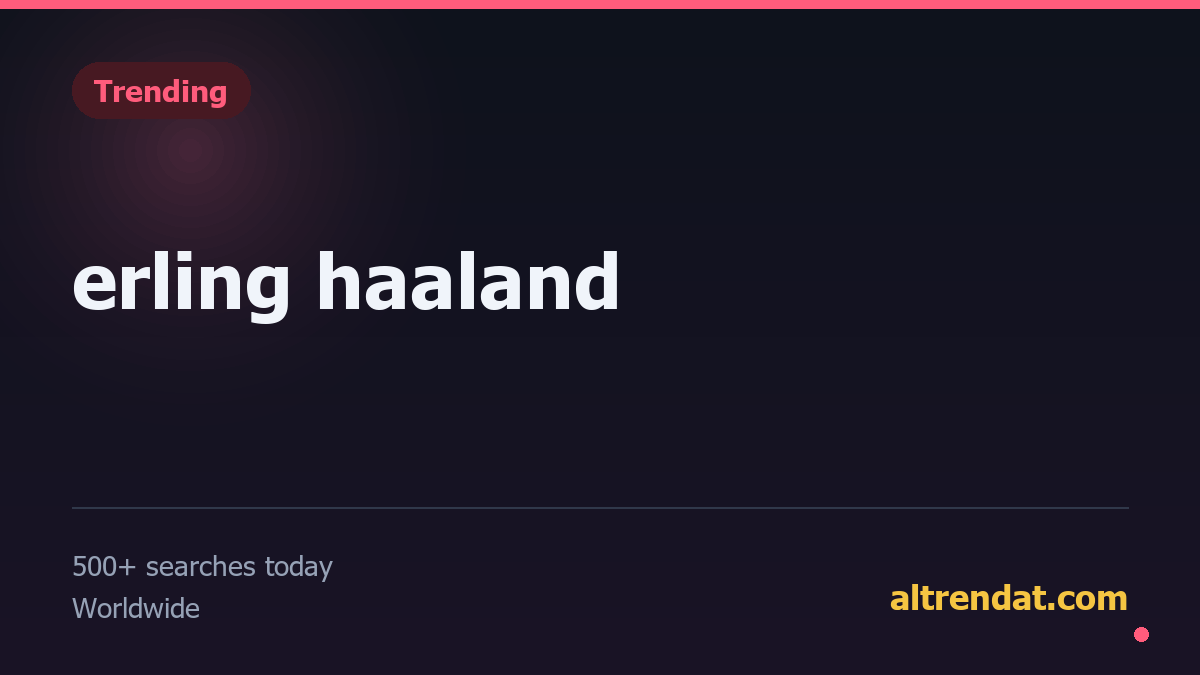 Trending
erling haaland
500+ searches today
Worldwide
altrendat.com